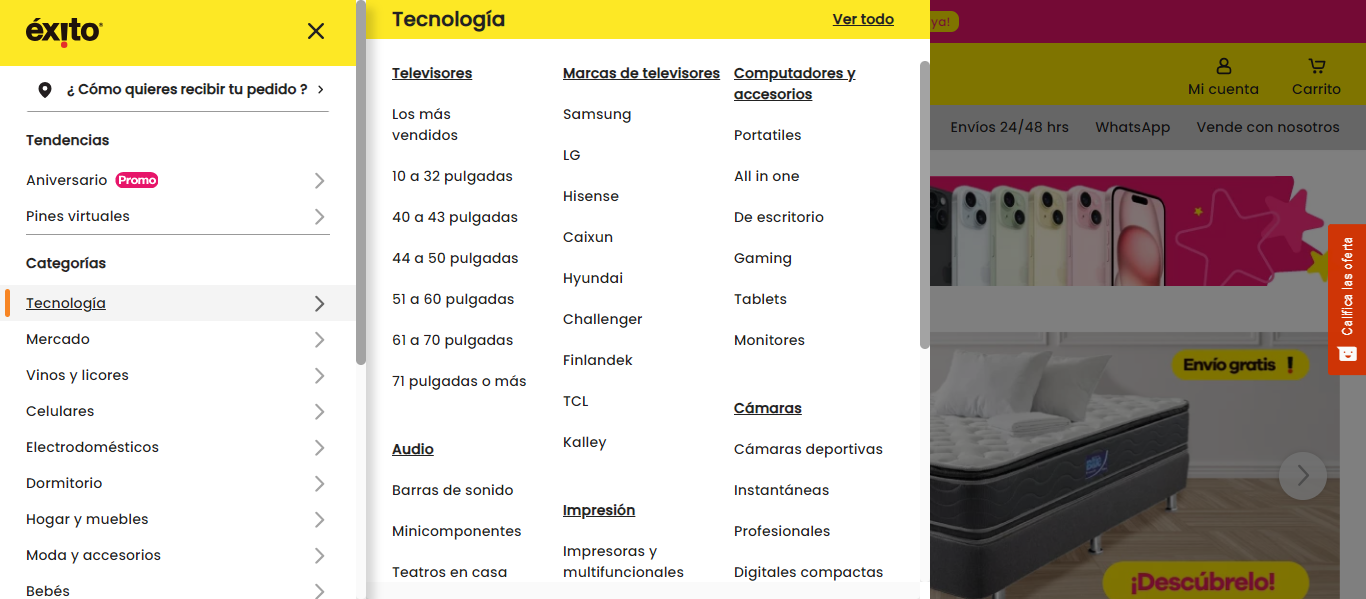 éxito
¿ Cómo quieres recibir tu pedido ?
Tendencias
Aniversario Promo
Pines virtuales
Categorías
Tecnología
Mercado
Vinos y licores
Celulares
Electrodomésticos
Dormitorio
Hogar y muebles
Moda y accesorios
Bebés
Tecnología
Ver todo
Televisores
Los más
vendidos
10 a 32 pulgadas
40 a 43 pulgadas
44 a 50 pulgadas
51 a 60 pulgadas
61 a 70 pulgadas
71 pulgadas o más
Audio
Barras de sonido
Minicomponentes
Teatros en casa
Marcas de televisores
Samsung
LG
Hisense
Caixun
Hyundai
Challenger
Finlandek
TCL
Kalley
Impresión
Impresoras y
multifuncionales
Computadores y
accesorios
Portatiles
All in one
De escritorio
Gaming
Tablets
Monitores
Cámaras
Cámaras deportivas
Instantáneas
Profesionales
Digitales compactas
ya!
Mi cuenta
Carrito
Envíos 24/48 hrs
WhatsApp
Vende con nosotros
Califica las oferta
Envío gratis !
¡Descúbrelo!